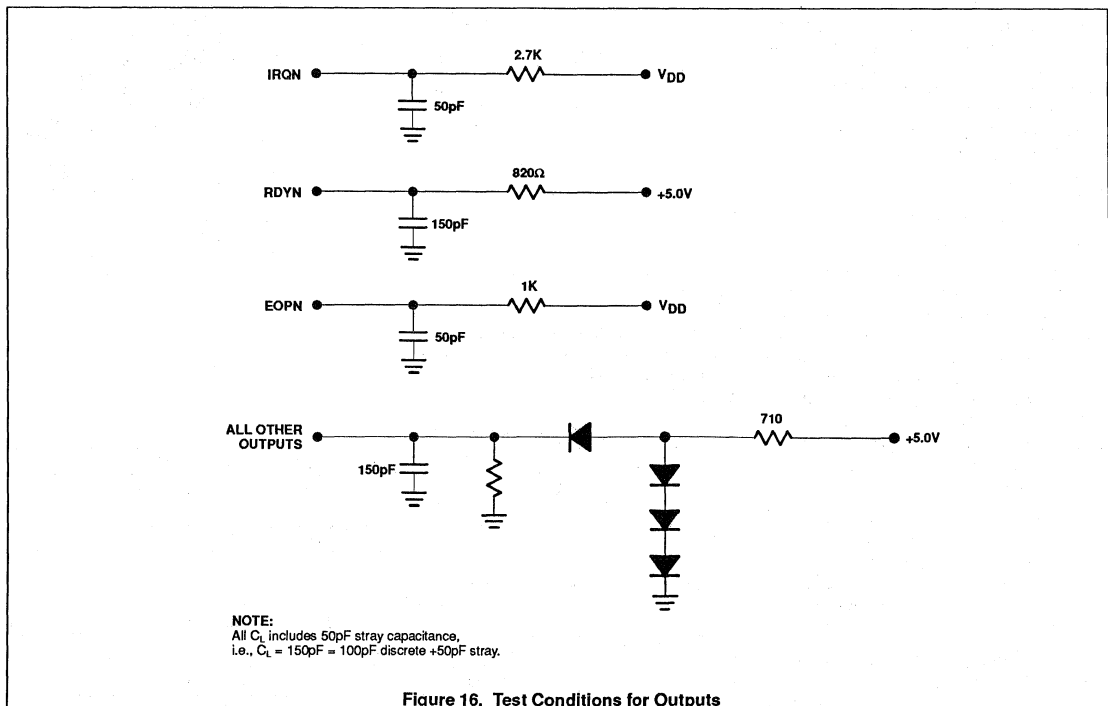 2.7K
IRQN
VDD
50pF
820Ω
RDYN
+5.0V
150pF
1K
EOPN
VDD
50pF
710
ALL OTHER
OUTPUTS
+5.0V
150pF
NOTE:
All CL includes 50pF stray capacitance,
i.e., CL = 150pF = 100pF discrete +50pF stray.
Figure 16. Test Conditions for Outputs